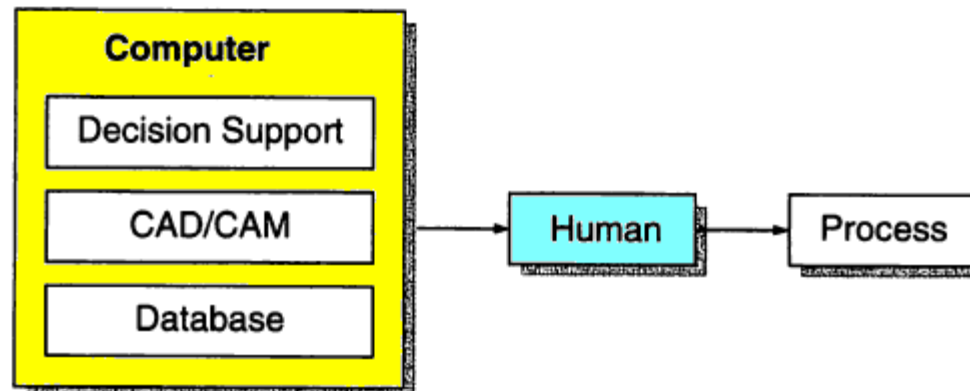 Computer
Decision Support
CAD/CAM
Database
Human
Process